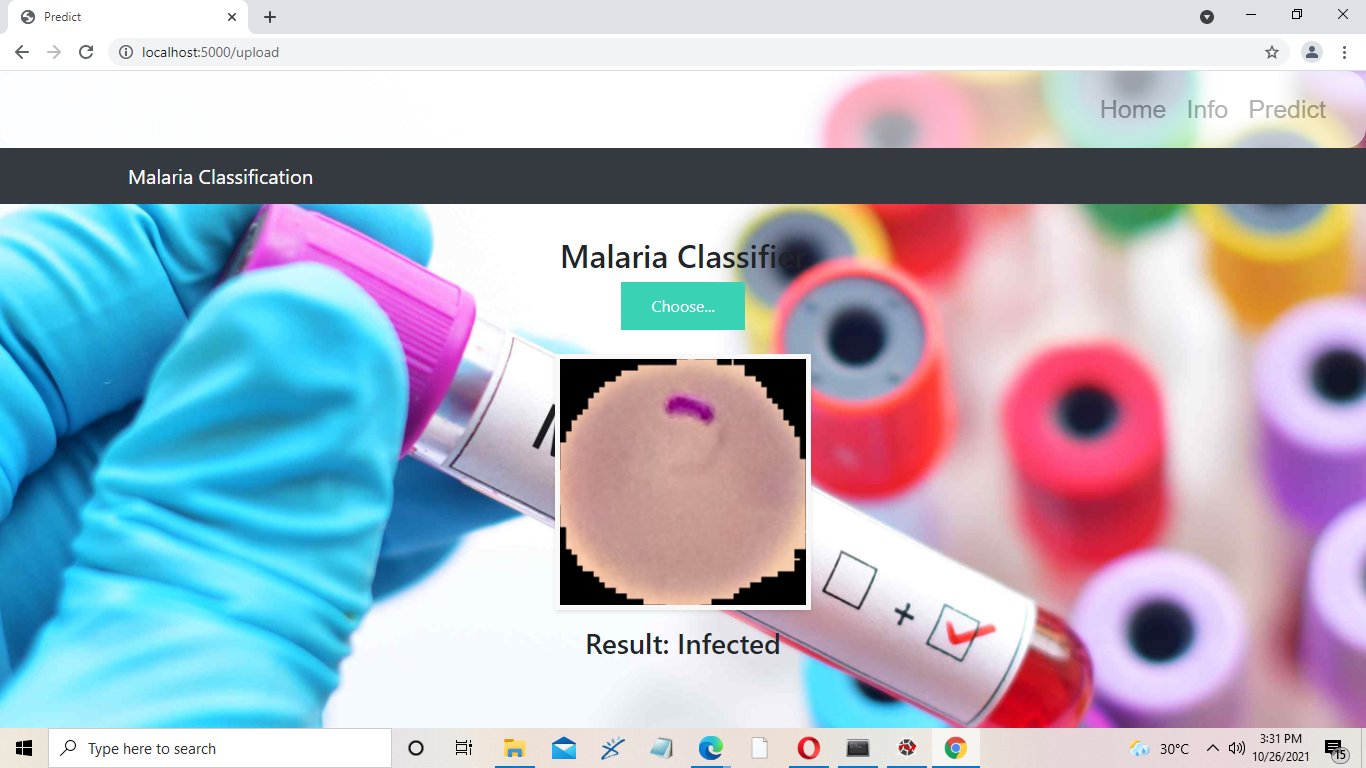 Predict
localhost:5000/upload
Home Info Predict
Malaria Classification
Malaria Classifier
Choose...
+
Result: Infected
Type here to search
30°C
3:31 PM
10/26/2021
15